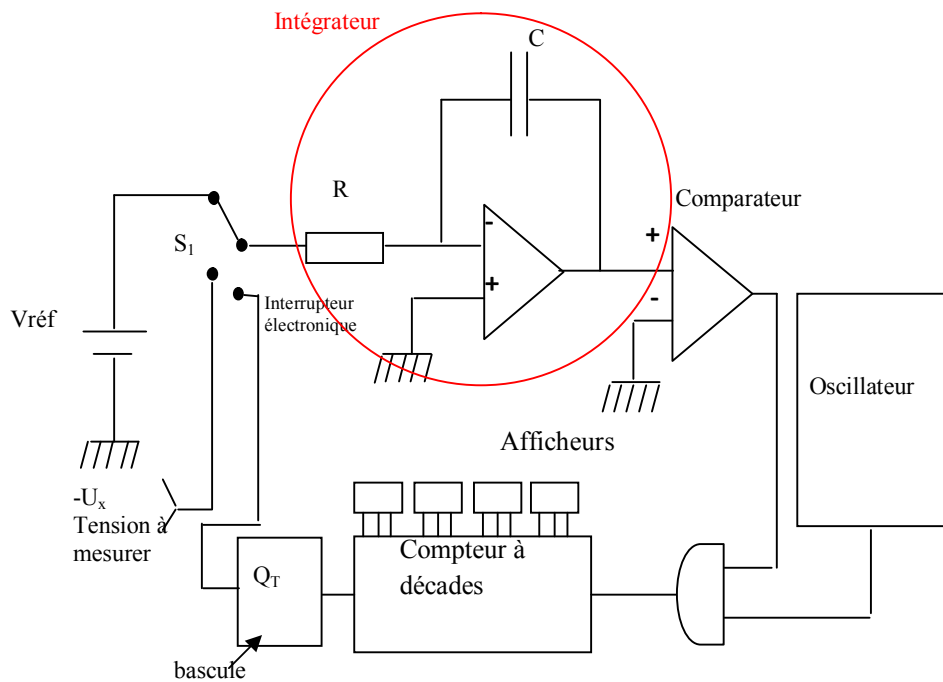 Intégrateur
C
R
Comparateur
+
-
-
+
S1
Interrupteur
électronique
Vréf
Oscillateur
Afficheurs
-Ux
Tension à
mesurer
Compteur à
décades
QT
bascule